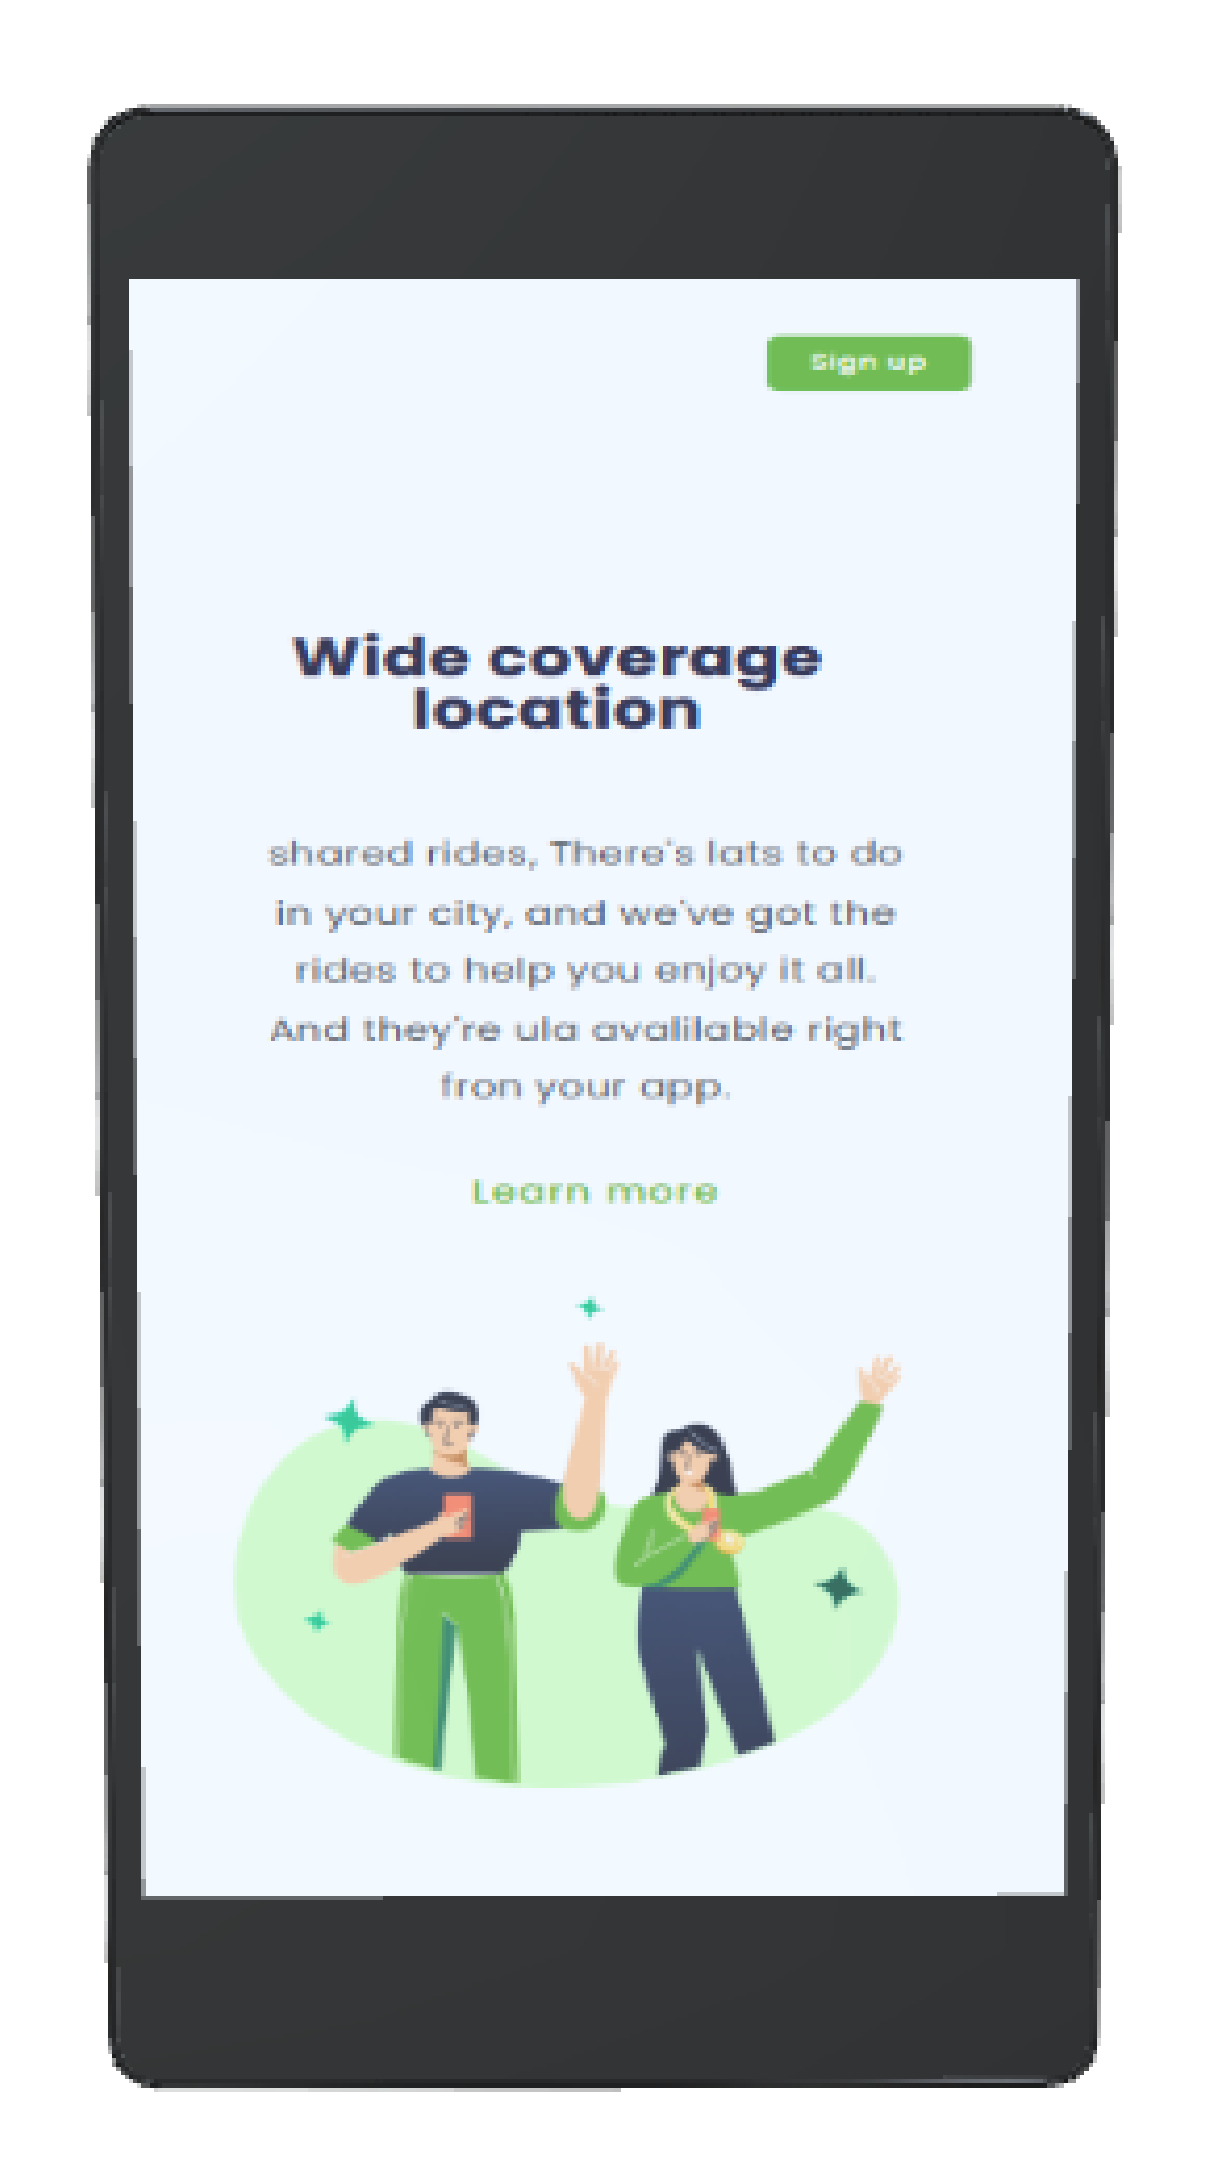 Sign up
Wide coverage
location
shared rides, There's lats to do
in your city, and we've got the
rides to help you enjoy it all.
And they're ula avalilable right
fron your app.
Learn more